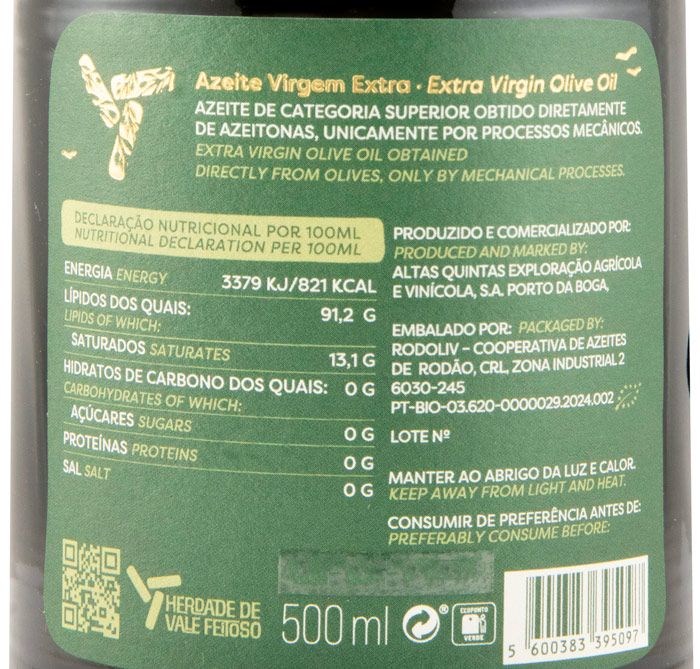 Azeite Virgem Extra · Extra Virgin Olive Oil
AZEITE DE CATEGORIA SUPERIOR OBTIDO DIRETAMENTE
DE AZEITONAS, UNICAMENTE POR PROCESSOS MECÂNICOS.
EXTRA VIRGIN OLIVE OIL OBTAINED
DIRECTLY FROM OLIVES, ONLY BY MECHANICAL PROCESSES.
DECLARAÇÃO NUTRICIONAL POR 100ML
NUTRITIONAL DECLARATION PER 100ML
ENERGIA ENERGY 3379 KJ/821 KCAL
LÍPIDOS DOS QUAIS: 91,2 G
LIPIDS OF WHICH:
SATURADOS SATURATES 13,1 G
HIDRATOS DE CARBONO DOS QUAIS: 0 G
CARBOHYDRATES OF WHICH:
AÇÚCARES SUGARS 0 G
PROTEÍNAS PROTEINS 0 G
SAL SALT 0 G
PRODUZIDO E COMERCIALIZADO POR:
PRODUCED AND MARKED BY:
ALTAS QUINTAS EXPLORAÇÃO AGRÍCOLA
E VINÍCOLA, S.A. PORTO DA BOGA,
EMBALADO POR: PACKAGED BY:
RODOLIV – COOPERATIVA DE AZEITES
DE RODÃO, CRL, ZONA INDUSTRIAL 2
6030-245
PT-BIO-03.620-0000029.2024.002
LOTE Nº
MANTER AO ABRIGO DA LUZ E CALOR.
KEEP AWAY FROM LIGHT AND HEAT.
CONSUMIR DE PREFERÊNCIA ANTES DE:
PREFERABLY CONSUME BEFORE:
HERDADE DE
VALE FEITOSO
500 ml
ECOPONTO
VERDE
5 600383 395097